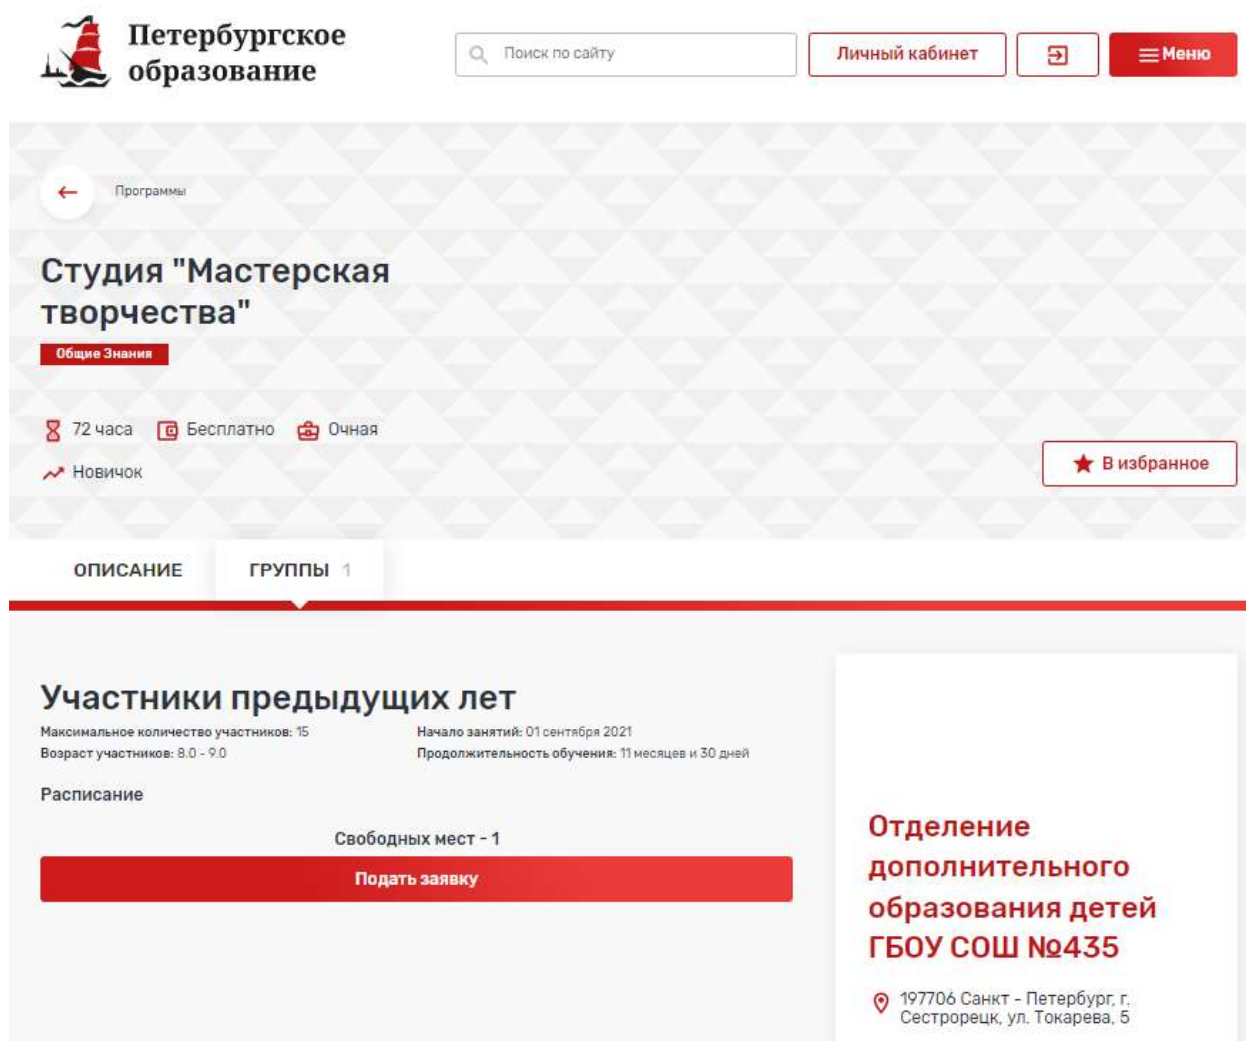 Петербургское
образование
Поиск по сайту
Личный кабинет
Меню
Программы
Студия "Мастерская
творчества"
Общие Знания
72 часа
Бесплатно
Очная
Новичок
В избранное
ОПИСАНИЕ
ГРУППЫ 1
Участники предыдущих лет
Максимальное количество участников: 15
Начало занятий: 01 сентября 2021
Возраст участников: 8.0 - 9.0
Продолжительность обучения: 11 месяцев и 30 дней
Расписание
Свободных мест - 1
Подать заявку
Отделение
дополнительного
образования детей
ГБОУ СОШ №435
197706 Санкт - Петербург, г.
Сестрорецк, ул. Токарева, 5